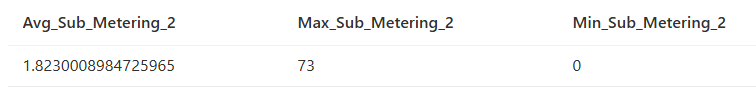 Avg_Sub_Metering_2 Max_Sub_Metering_2 Min_Sub_Metering_2
1.8230008984725965 73 0